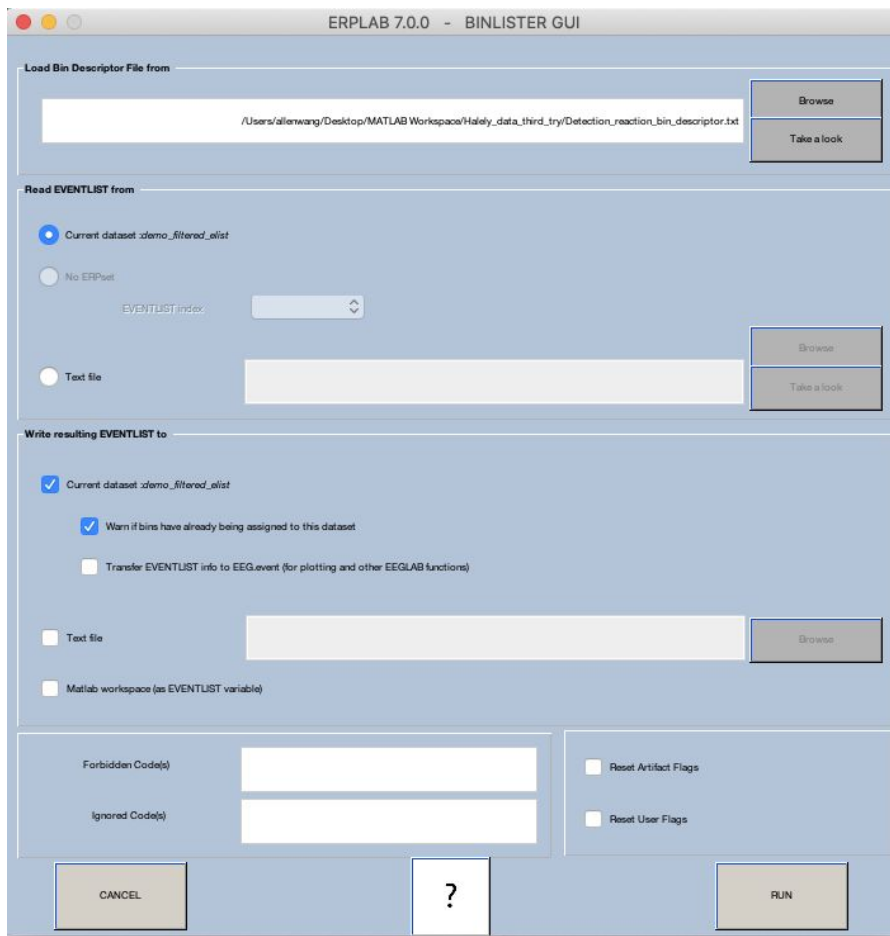 ERPLAB 7.0.0 - BINLISTER GUI
Load Bin Descriptor File from
/Users/allenwang/Desktop/MATLAB Workspace/Halely_data_third_try/Detection_reaction_bin_descriptor.txt
Browse
Take a look
Read EVENTLIST from
Current dataset :demo_filtered_elist
No ERPset
EVENTLIST index
Browse
Text file
Take a look
Write resulting EVENTLIST to
Current dataset :demo_filtered_elist
Warn if bins have already being assigned to this dataset
Transfer EVENTLIST info to EEG.event (for plotting and other EEGLAB functions)
Text file
Browse
Matlab workspace (as EVENTLIST variable)
Forbidden Code(s)
Reset Artifact Flags
Ignored Code(s)
Reset User Flags
CANCEL
?
RUN